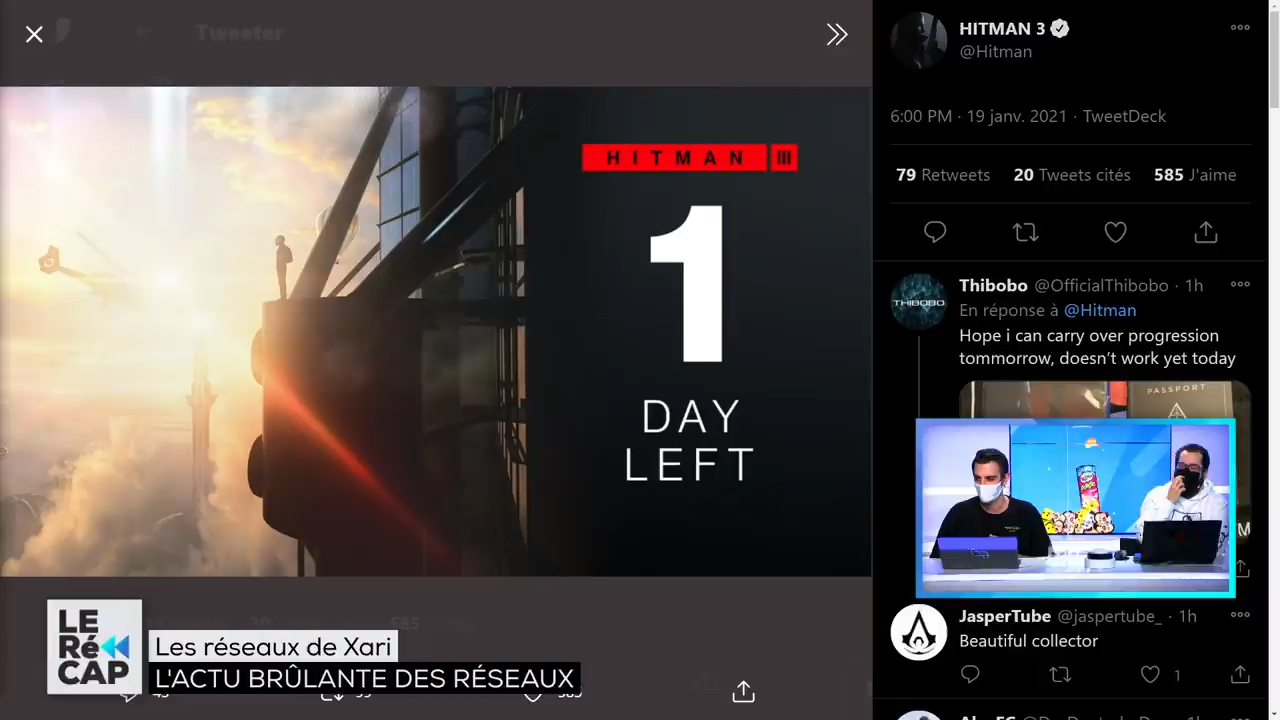 Tweeter
HITMAN III
1
DAY
LEFT
LE
Ré
CAP
Les réseaux de Xari
L'ACTU BRÛLANTE DES RÉSEAUX
HITMAN 3
@Hitman
6:00 PM · 19 janv. 2021 · TweetDeck
79 Retweets 20 Tweets cités 585 J'aime
Thibobo @OfficialThibobo · 1h
En réponse à @Hitman
Hope i can carry over progression
tommorrow, doesn't work yet today
THIBOBO
PASSPORT
JasperTube @jaspertube_ · 1h
Beautiful collector
1